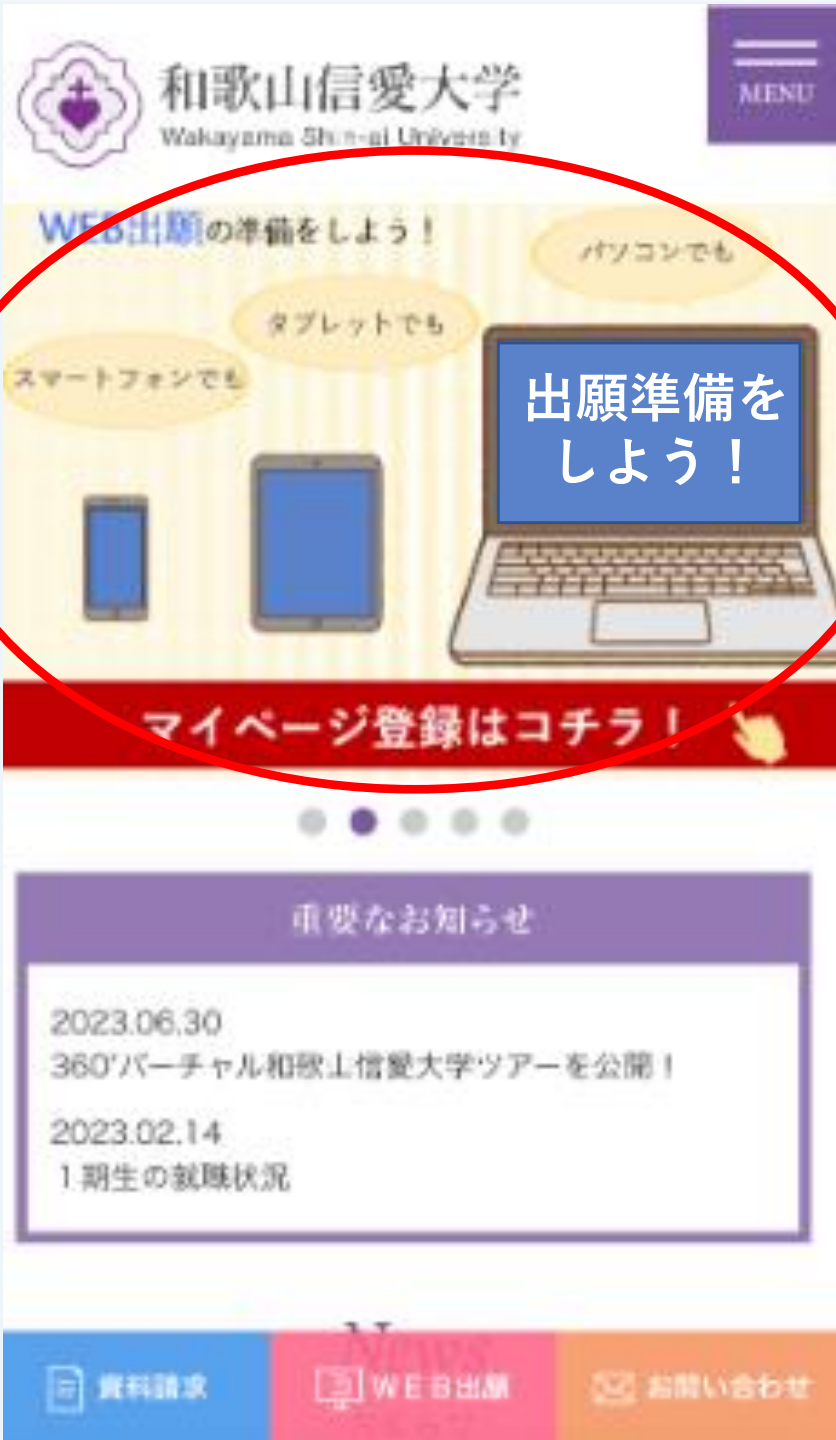 和歌山信愛大学
Wakayama Shin-ai University
MENU
WEB出願の準備をしよう！
パソコンでも
タブレットでも
スマートフォンでも
出願準備を
しよう！
マイページ登録はコチラ！
重要なお知らせ
2023.06.30
360°バーチャル和歌山信愛大学ツアーを公開！
2023.02.14
１期生の就職状況
News
資料請求
ＷＥＢ出願
お問い合わせ